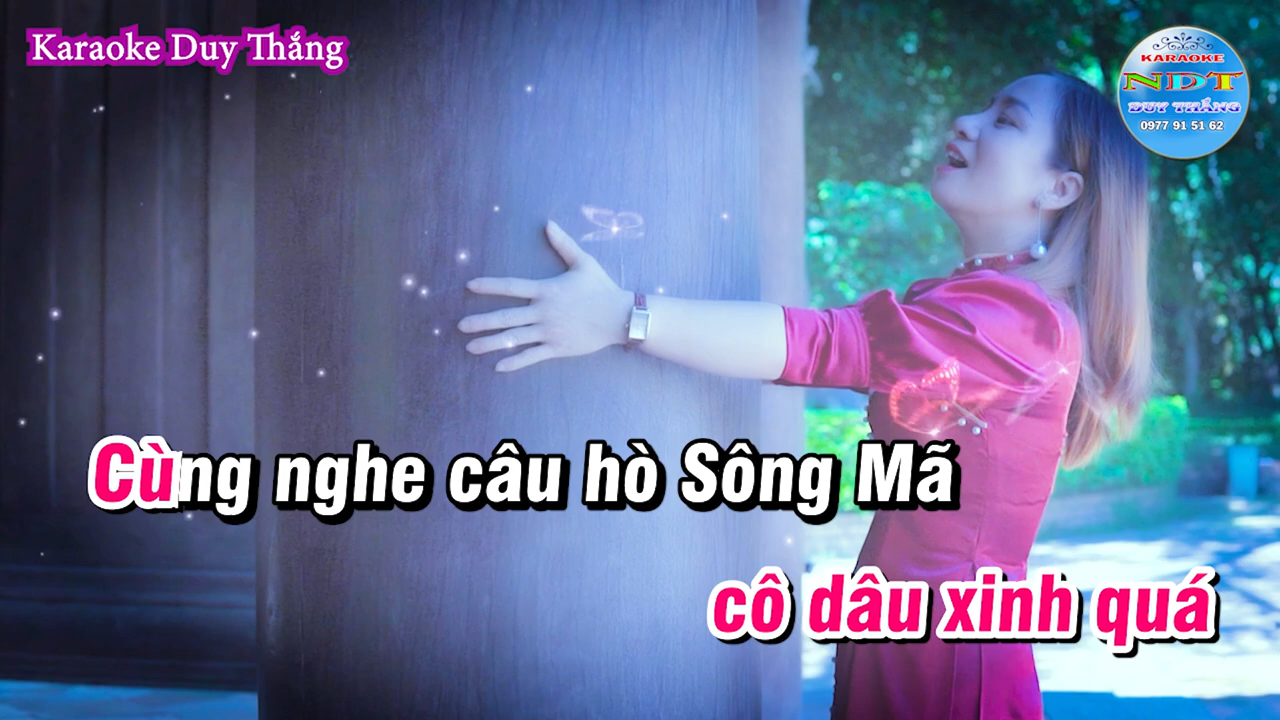 Karaoke Duy Thắng
KARAOKE
NDT
DUY THẮNG
0977 91 51 62
Cùng nghe câu hò Sông Mã
cô dâu xinh quá